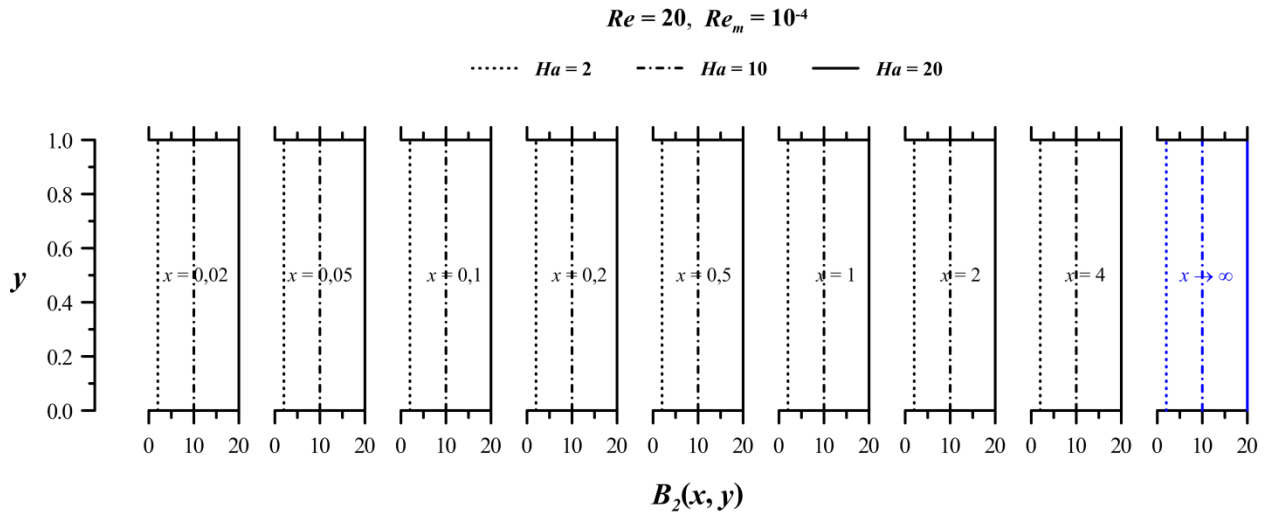 Re = 20, Reₘ = 10⁻⁴
Ha = 2 Ha = 10 Ha = 20
1.0
0.8
0.6
0.4
0.2
0.0
y
x = 0,02 x = 0,05 x = 0,1 x = 0,2 x = 0,5 x = 1 x = 2 x = 4 x → ∞
0 10 20 0 10 20 0 10 20 0 10 20 0 10 20 0 10 20 0 10 20 0 10 20 0 10 20
B₂(x, y)